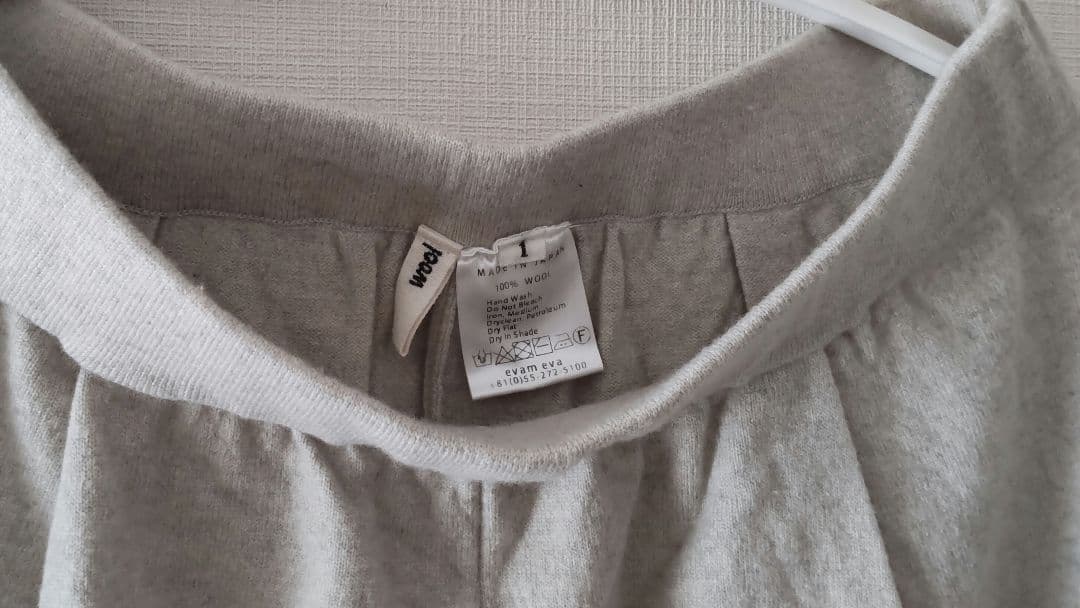 wool
1
MADE IN JAPAN
100% WOOL
Hand Wash
Do Not Bleach
Iron, Medium
Dryclean, Petroleum
Dry Flat
Dry In Shade
F
evam eva
+81(0)55-272-5100